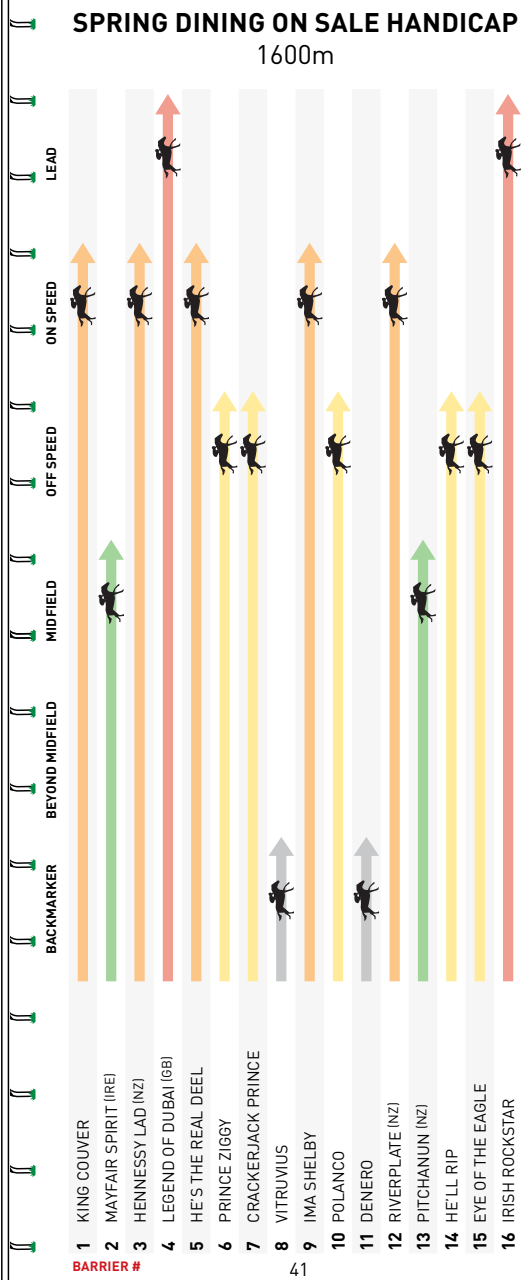 SPRING DINING ON SALE HANDICAP
1600m
LEAD
ON SPEED
OFF SPEED
MIDFIELD
BEYOND MIDFIELD
BACKMARKER
1 KING COUVER
2 MAYFAIR SPIRIT (IRE)
3 HENNESSY LAD (NZ)
4 LEGEND OF DUBAI (GB)
5 HE'S THE REAL DEEL
6 PRINCE ZIGGY
7 CRACKERJACK PRINCE
8 VITRUVIUS
9 IMA SHELBY
10 POLANCO
11 DENERO
12 RIVERPLATE (NZ)
13 PITCHANUN (NZ)
14 HE'LL RIP
15 EYE OF THE EAGLE
16 IRISH ROCKSTAR
BARRIER #
41